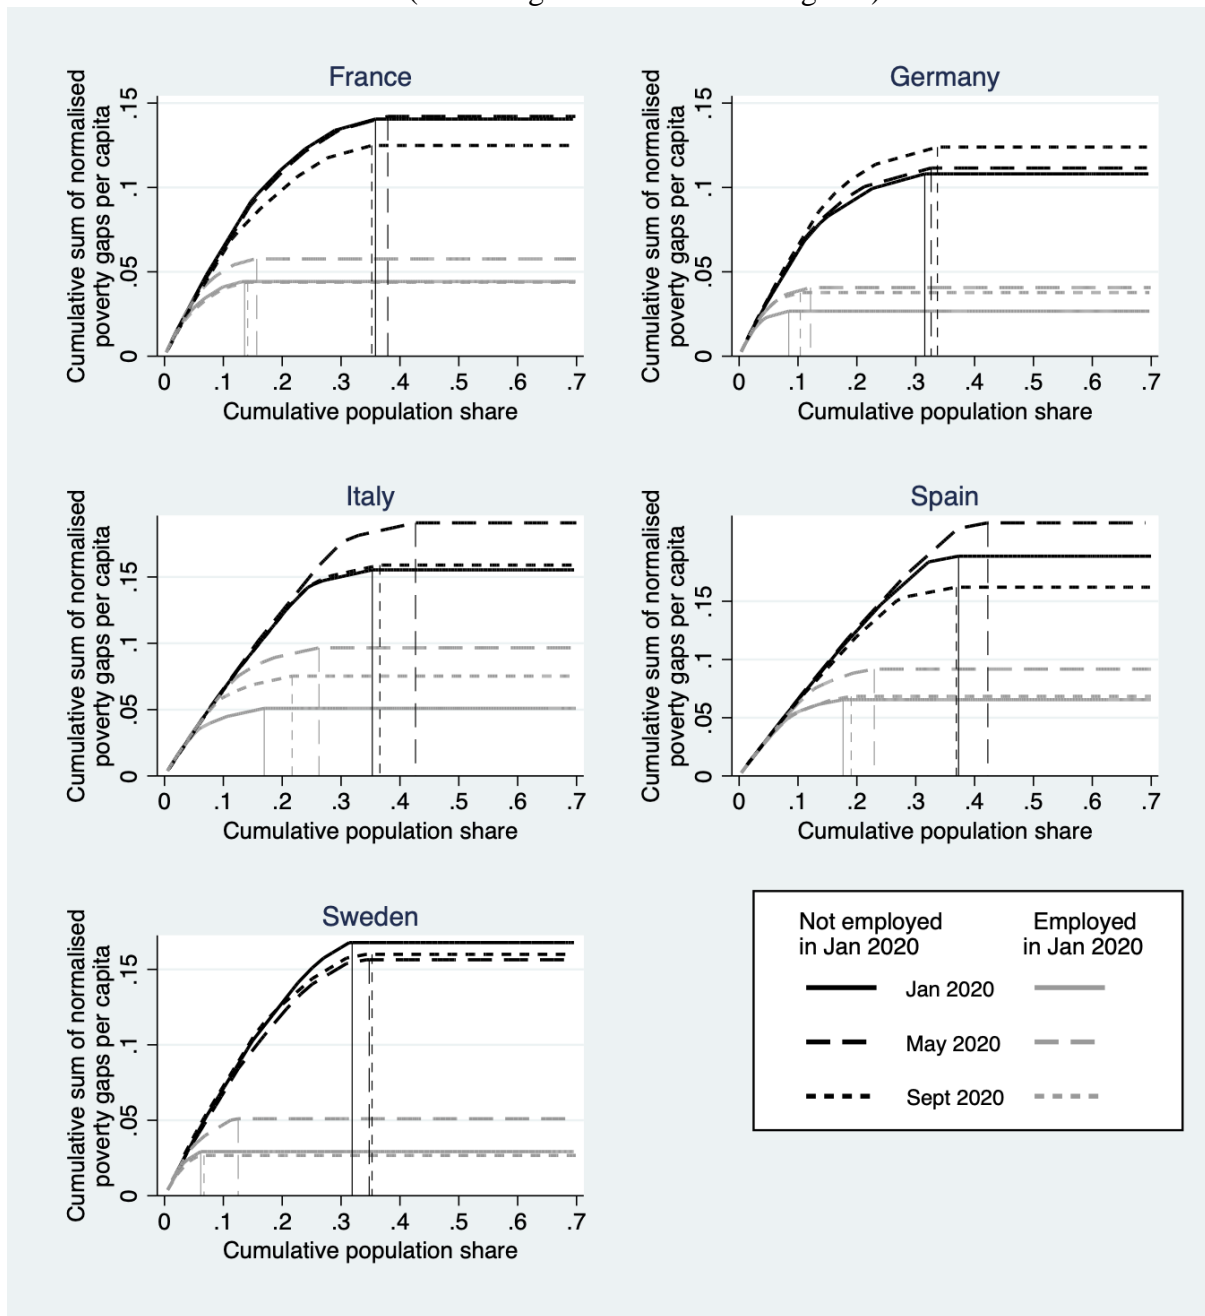 France
Cumulative sum of normalised
poverty gaps per capita
0 .05 .1 .15
0 .1 .2 .3 .4 .5 .6 .7
Cumulative population share
Germany
Cumulative sum of normalised
poverty gaps per capita
0 .05 .1 .15
0 .1 .2 .3 .4 .5 .6 .7
Cumulative population share
Italy
Cumulative sum of normalised
poverty gaps per capita
0 .05 .1 .15
0 .1 .2 .3 .4 .5 .6 .7
Cumulative population share
Spain
Cumulative sum of normalised
poverty gaps per capita
0 .05 .1 .15
0 .1 .2 .3 .4 .5 .6 .7
Cumulative population share
Sweden
Cumulative sum of normalised
poverty gaps per capita
0 .05 .1 .15
0 .1 .2 .3 .4 .5 .6 .7
Cumulative population share
Not employed
in Jan 2020
Employed
in Jan 2020
Jan 2020
May 2020
Sept 2020